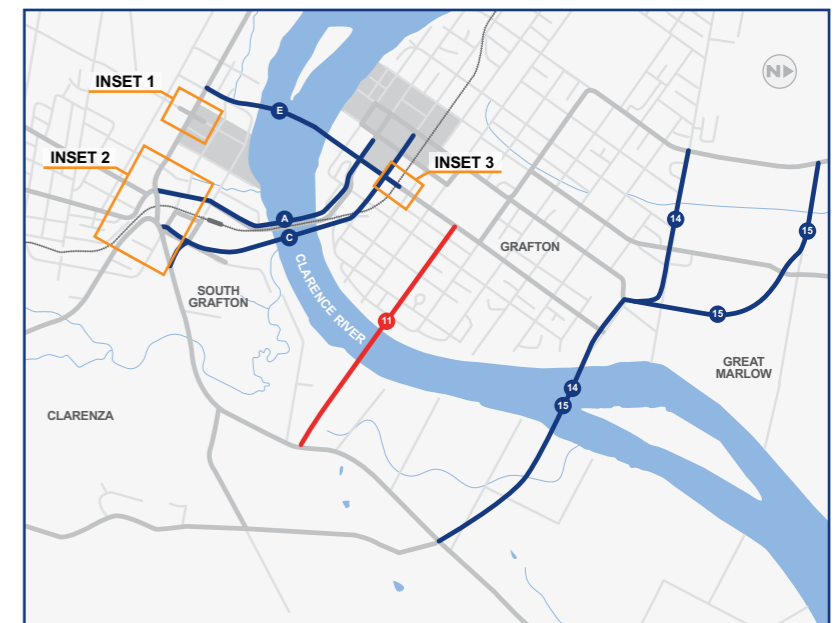 INSET 1
N
E
INSET 2
INSET 3
A
C
14
15
GRAFTON
SOUTH
GRAFTON
CLARENCE RIVER
11
15
GREAT
MARLOW
14
15
CLARENZA